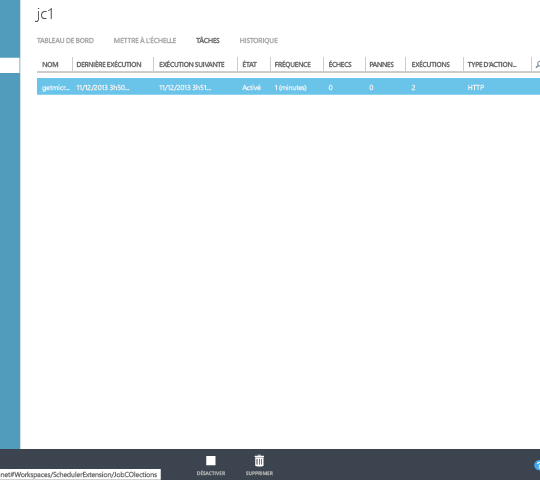 jc1
TABLEAU DE BORD METTRE À L'ÉCHELLE TÂCHES HISTORIQUE
NOM DERNIÈRE EXÉCUTION EXÉCUTION SUIVANTE ÉTAT FRÉQUENCE ÉCHECS PANNES EXÉCUTIONS TYPE D'ACTION...
getmicr... 11/12/2013 3h50... 11/12/2013 3h51... Activé 1 (minutes) 0 0 2 HTTP
DÉSACTIVER SUPPRIMER
net#Workspaces/SchedulerExtension/JobCOlections